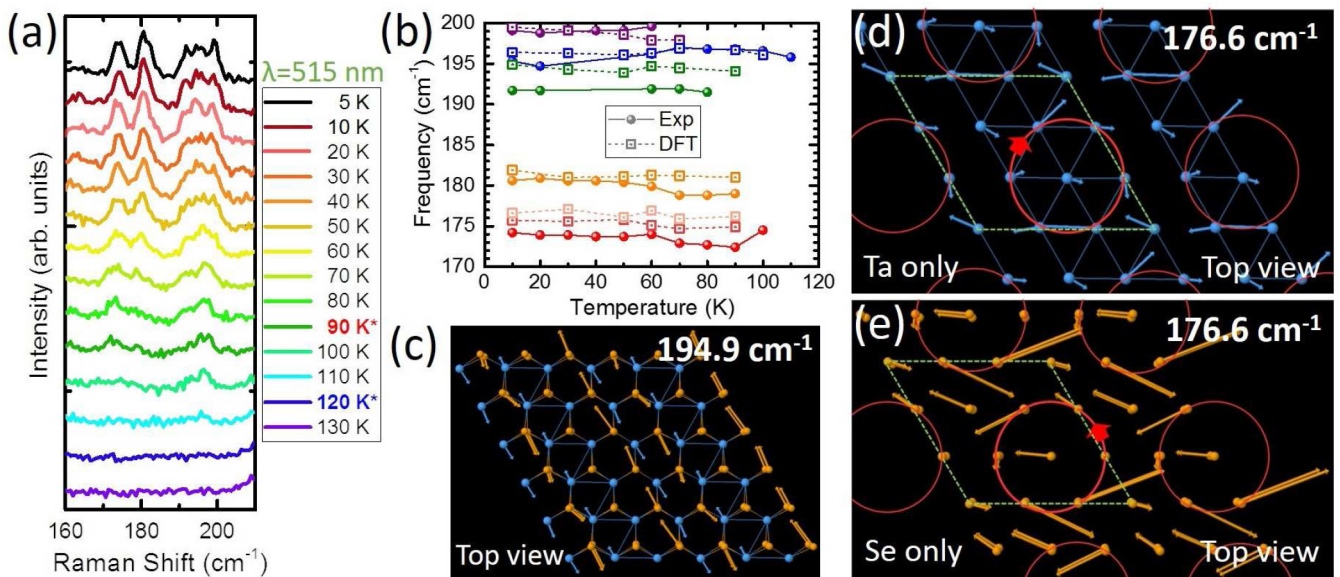 (a)
λ=515 nm
5 K
10 K
20 K
30 K
40 K
50 K
60 K
70 K
80 K
90 K*
100 K
110 K
120 K*
130 K
Intensity (arb. units)
160 180 200
Raman Shift (cm-1)
(b)
200
195
190
185
180
175
170
Frequency (cm-1)
Exp
DFT
0 20 40 60 80 100 120
Temperature (K)
(c)
194.9 cm-1
Top view
(d)
176.6 cm-1
Ta only
Top view
(e)
176.6 cm-1
Se only
Top view